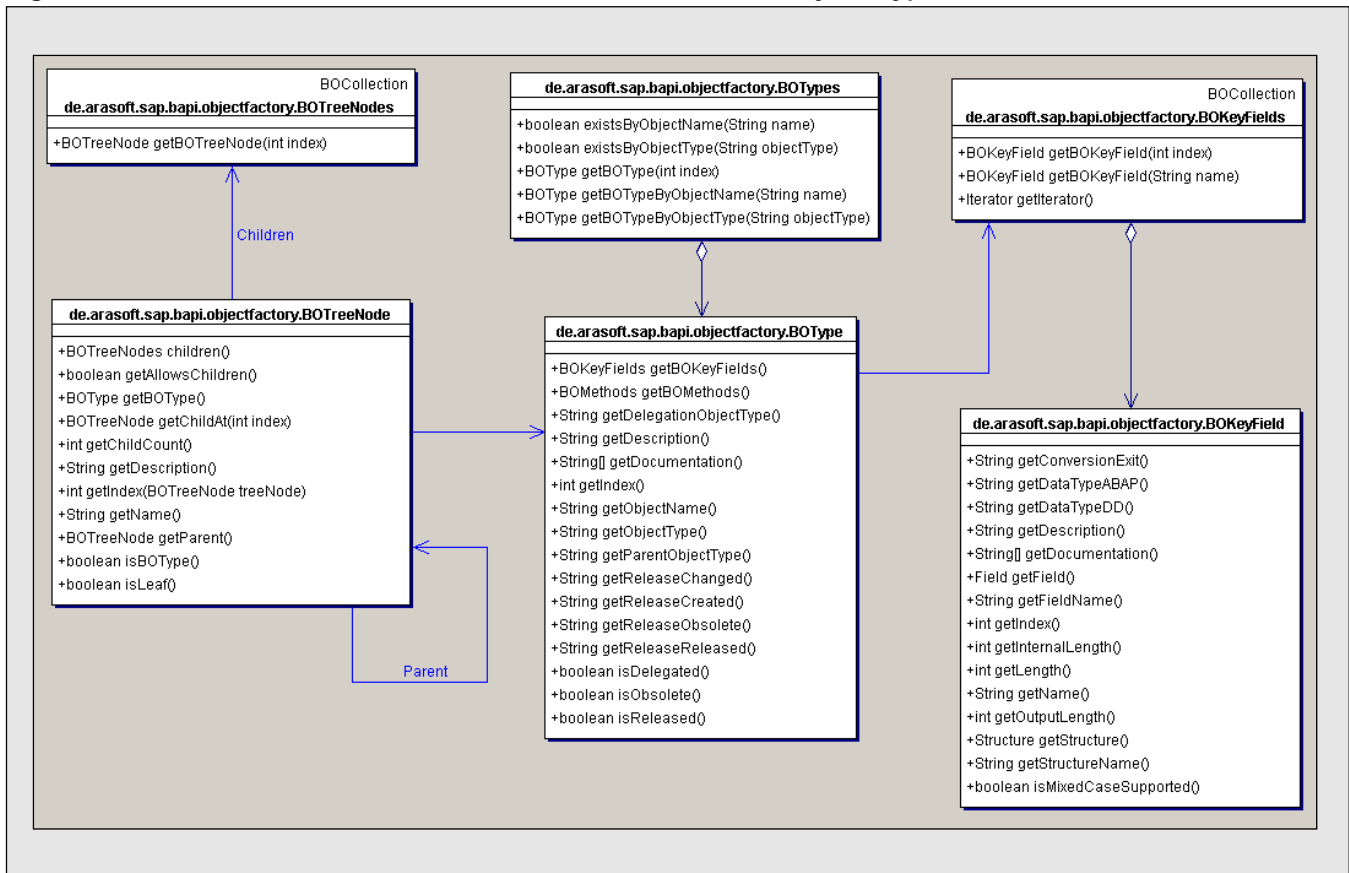 BOCollection
de.arasoft.sap.bapi.objectfactory.BOTreeNodes
+BOTreeNode getBOTreeNode(int index)
de.arasoft.sap.bapi.objectfactory.BOTypes
+boolean existsByObjectName(String name)
+boolean existsByObjectType(String objectType)
+BOType getBOType(int index)
+BOType getBOTypeByObjectName(String name)
+BOType getBOTypeByObjectType(String objectType)
BOCollection
de.arasoft.sap.bapi.objectfactory.BOKeyFields
+BOKeyField getBOKeyField(int index)
+BOKeyField getBOKeyField(String name)
+Iterator getIterator()
Children
de.arasoft.sap.bapi.objectfactory.BOTreeNode
+BOTreeNodes children()
+boolean getAllowsChildren()
+BOType getBOType()
+BOTreeNode getChildAt(int index)
+int getChildCount()
+String getDescription()
+int getIndex(BOTreeNode treeNode)
+String getName()
+BOTreeNode getParent()
+boolean isBOType()
+boolean isLeaf()
Parent
de.arasoft.sap.bapi.objectfactory.BOType
+BOKeyFields getBOKeyFields()
+BOMethods getBOMethods()
+String getDelegationObjectType()
+String getDescription()
+String[] getDocumentation()
+int getIndex()
+String getObjectName()
+String getObjectType()
+String getParentObjectType()
+String getReleaseChanged()
+String getReleaseCreated()
+String getReleaseObsolete()
+String getReleaseReleased()
+boolean isDelegated()
+boolean isObsolete()
+boolean isReleased()
de.arasoft.sap.bapi.objectfactory.BOKeyField
+String getConversionExit()
+String getDataTypeABAP()
+String getDataTypeDD()
+String getDescription()
+String[] getDocumentation()
+Field getField()
+String getFieldName()
+int getIndex()
+int getInternalLength()
+int getLength()
+String getName()
+int getOutputLength()
+Structure getStructure()
+String getStructureName()
+boolean isMixedCaseSupported()